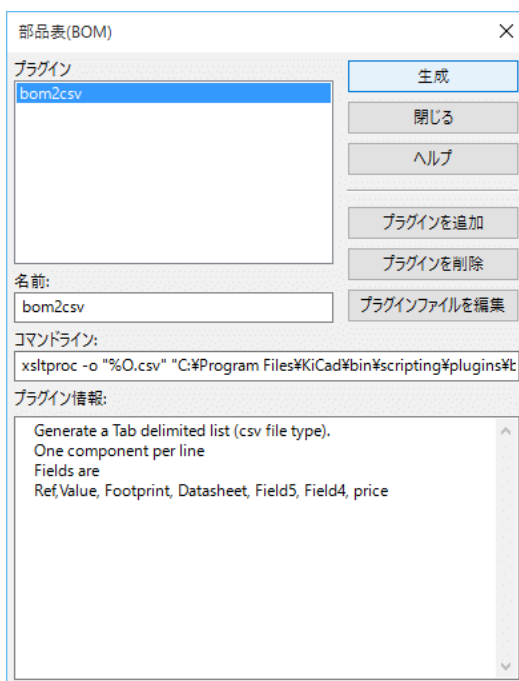 部品表(BOM)
プラグイン
bom2csv
生成
閉じる
ヘルプ
プラグインを追加
プラグインを削除
プラグインファイルを編集
名前:
bom2csv
コマンドライン:
xsltproc -o "%O.csv" "C:¥Program Files¥KiCad¥bin¥scripting¥plugins¥b
プラグイン情報:
Generate a Tab delimited list (csv file type).
One component per line
Fields are
Ref,Value, Footprint, Datasheet, Field5, Field4, price